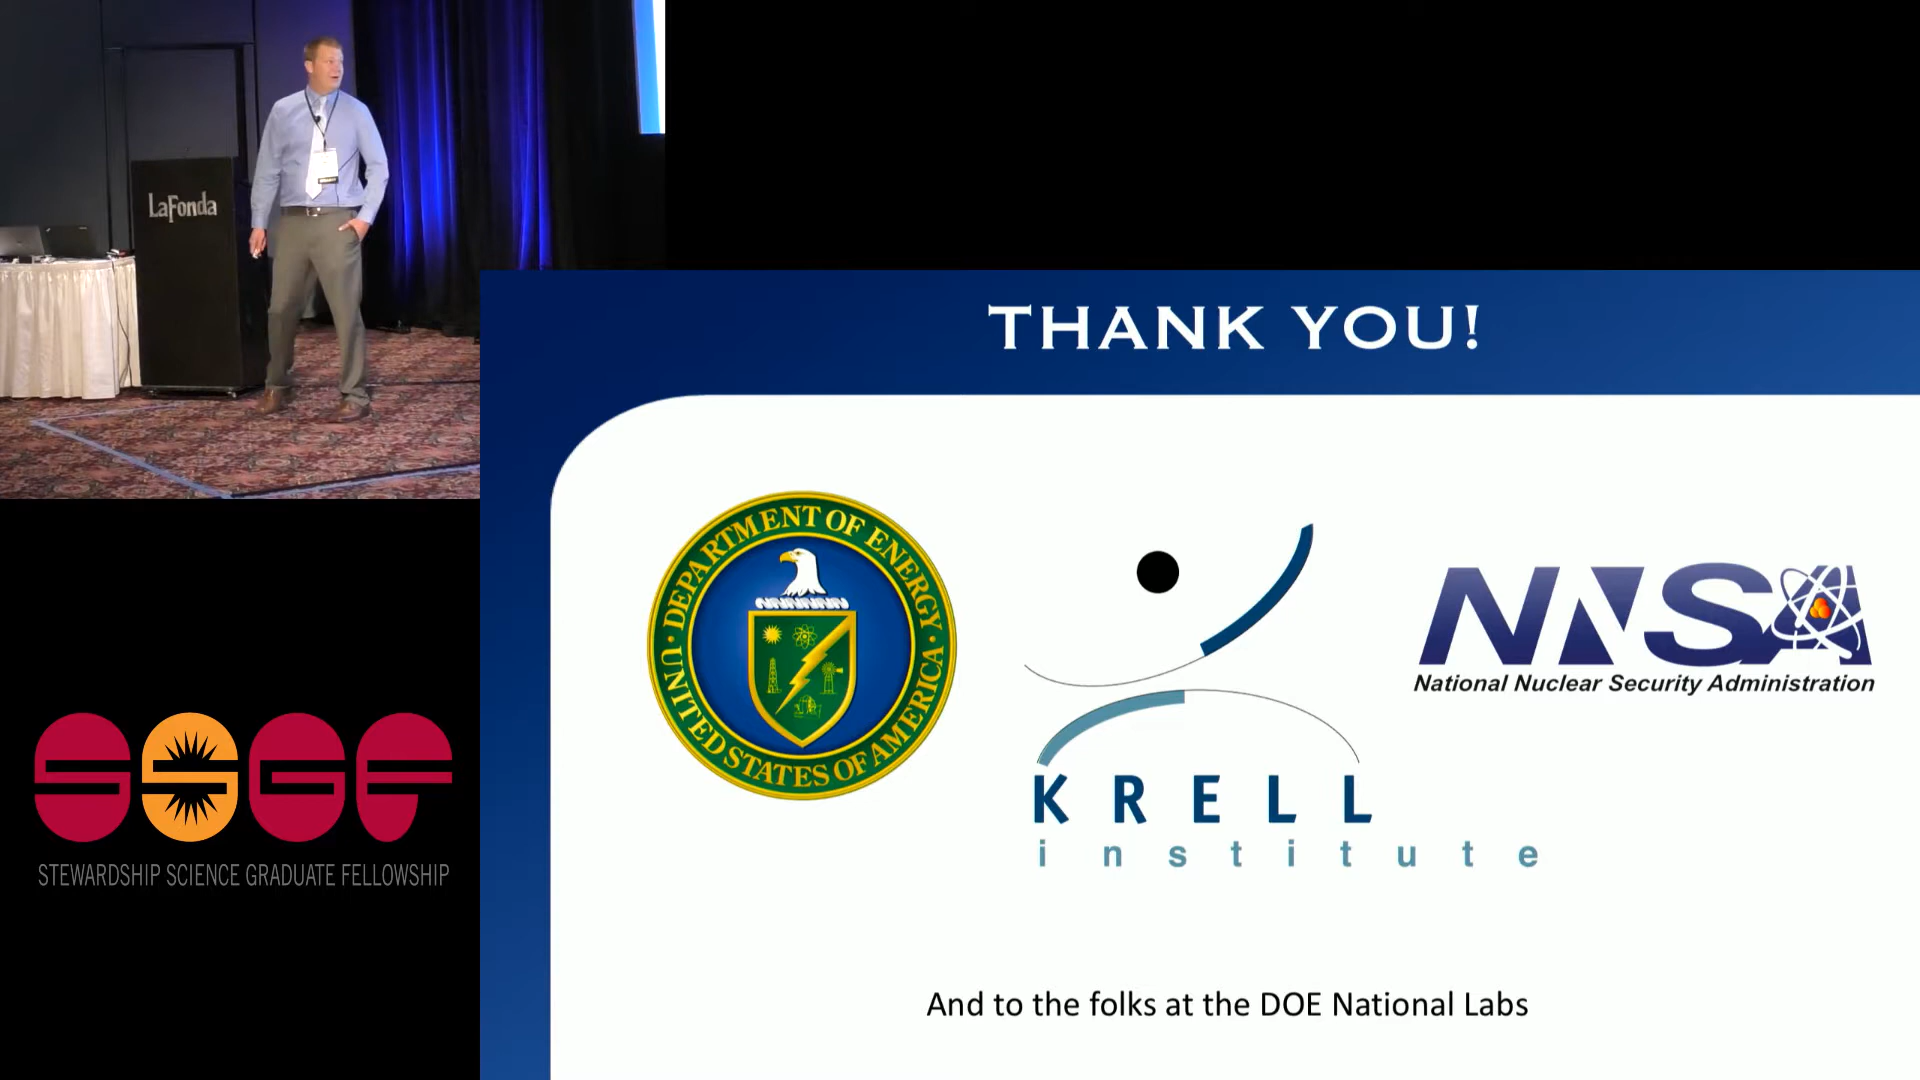 LaFonda
THANK YOU!
DEPARTMENT OF ENERGY
UNITED STATES OF AMERICA
NNSA
National Nuclear Security Administration
KRELL
institute
SSGF
STEWARDSHIP SCIENCE GRADUATE FELLOWSHIP
And to the folks at the DOE National Labs